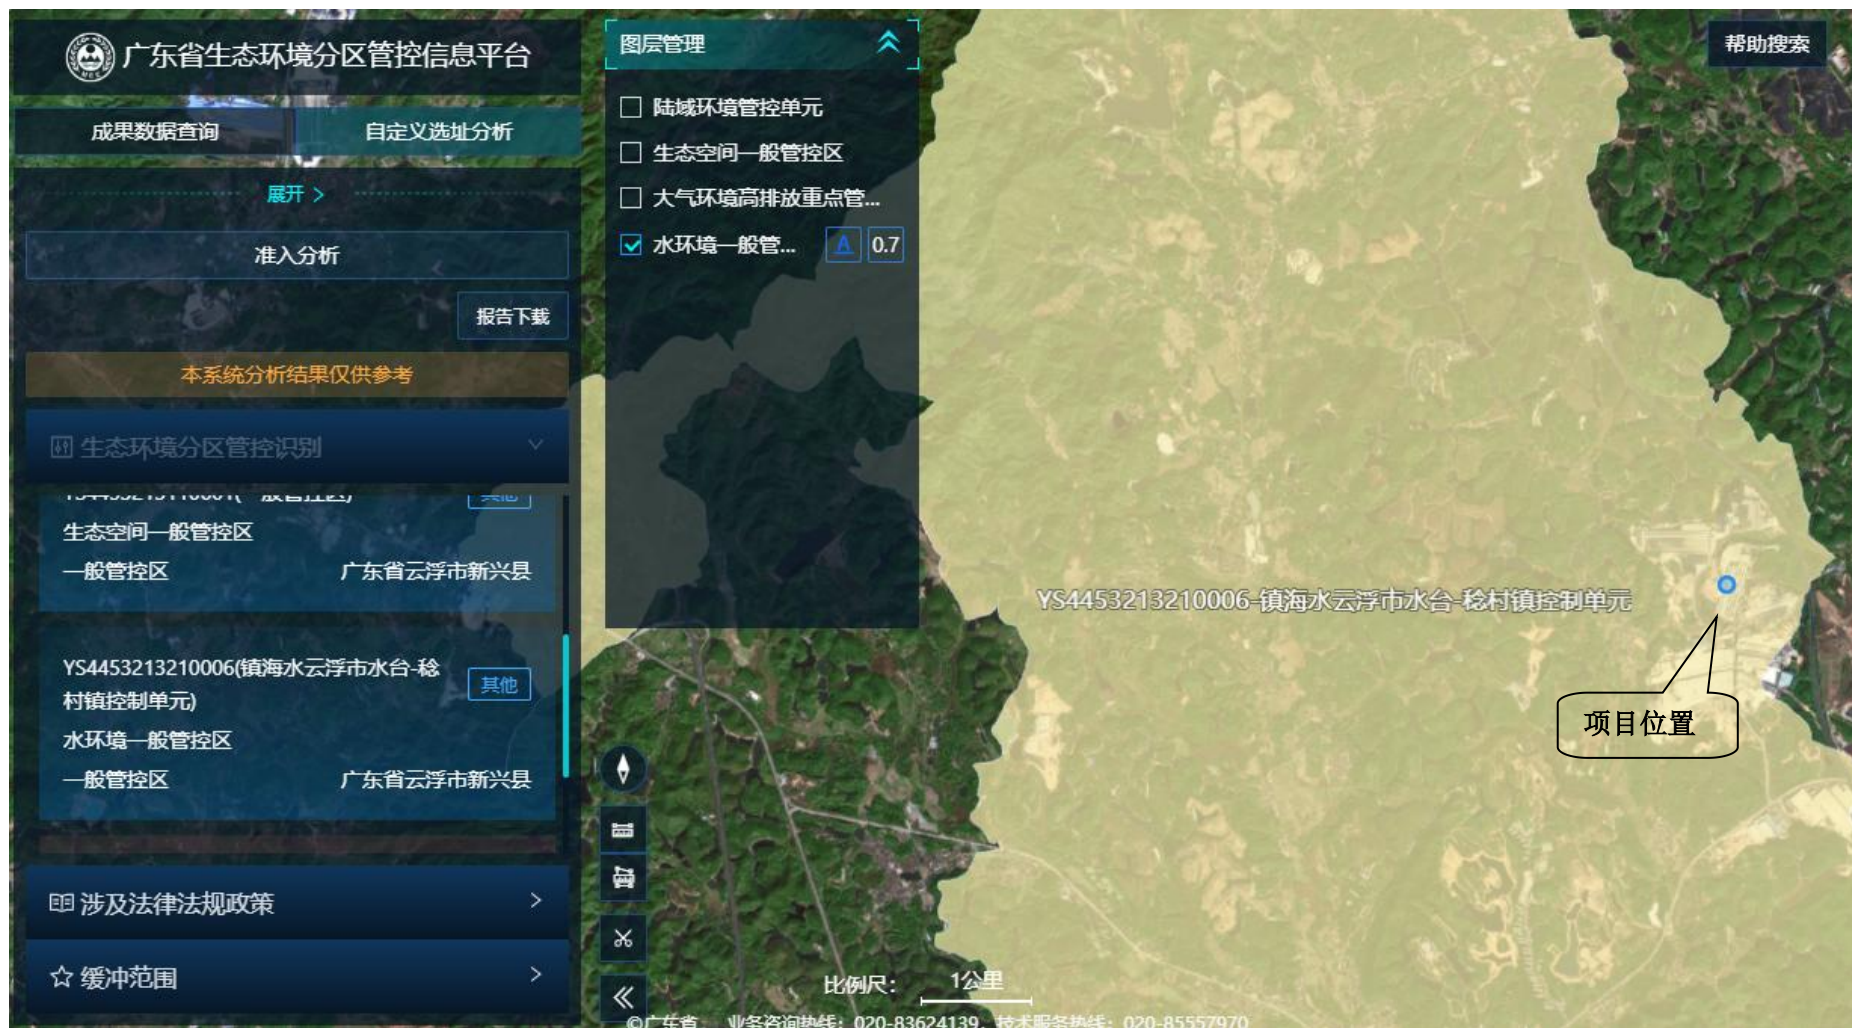 广东省生态环境分区管控信息平台
成果数据查询
自定义选址分析
展开 >
准入分析
报告下载
本系统分析结果仅供参考
生态环境分区管控识别
其他
生态空间一般管控区
一般管控区
广东省云浮市新兴县
YS4453213210006(镇海水云浮市水台-稔
村镇控制单元)
其他
水环境一般管控区
一般管控区
广东省云浮市新兴县
涉及法律法规政策
缓冲范围
图层管理
陆域环境管控单元
生态空间一般管控区
大气环境高排放重点管...
水环境一般管...
A
0.7
帮助搜索
YS4453213210006-镇海水云浮市水台-稔村镇控制单元
项目位置
比例尺：
1公里
©广东省
业务咨询热线：020-83624139，技术服务热线：020-85557970